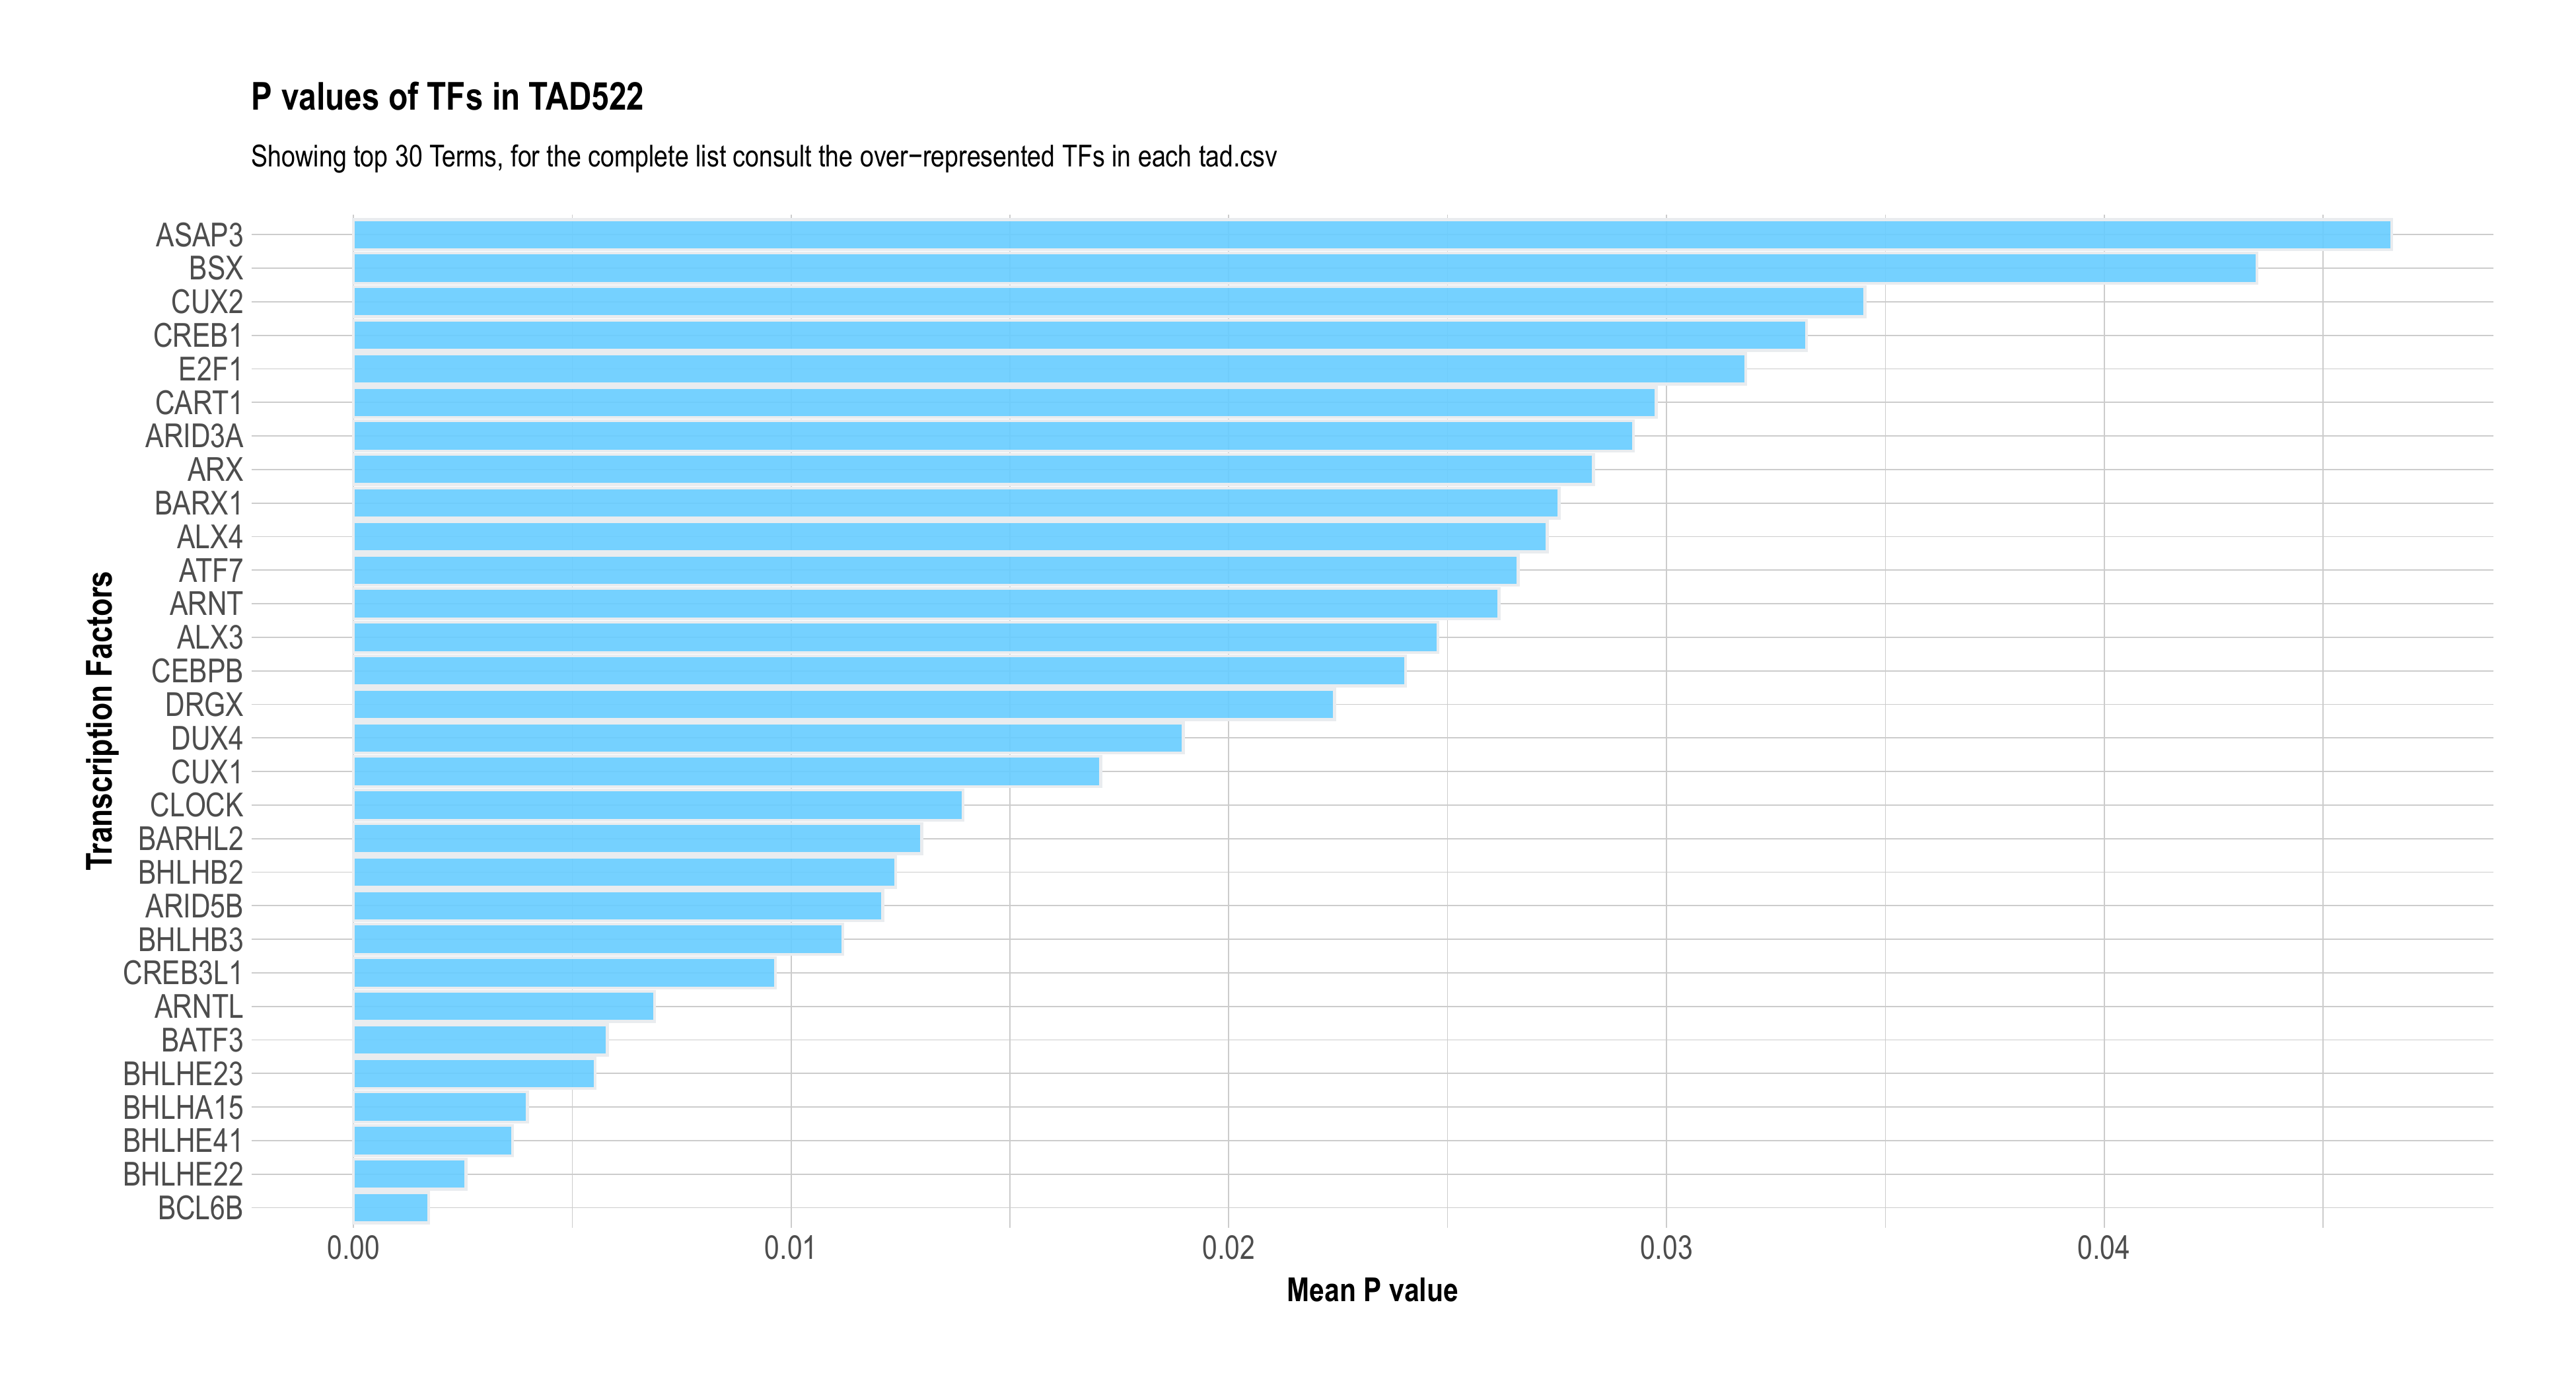 P values of TFs in TAD522
Showing top 30 Terms, for the complete list consult the over−represented TFs in each tad.csv
Transcription Factors
ASAP3
BSX
CUX2
CREB1
E2F1
CART1
ARID3A
ARX
BARX1
ALX4
ATF7
ARNT
ALX3
CEBPB
DRGX
DUX4
CUX1
CLOCK
BARHL2
BHLHB2
ARID5B
BHLHB3
CREB3L1
ARNTL
BATF3
BHLHE23
BHLHA15
BHLHE41
BHLHE22
BCL6B
0.00 0.01 0.02 0.03 0.04
Mean P value